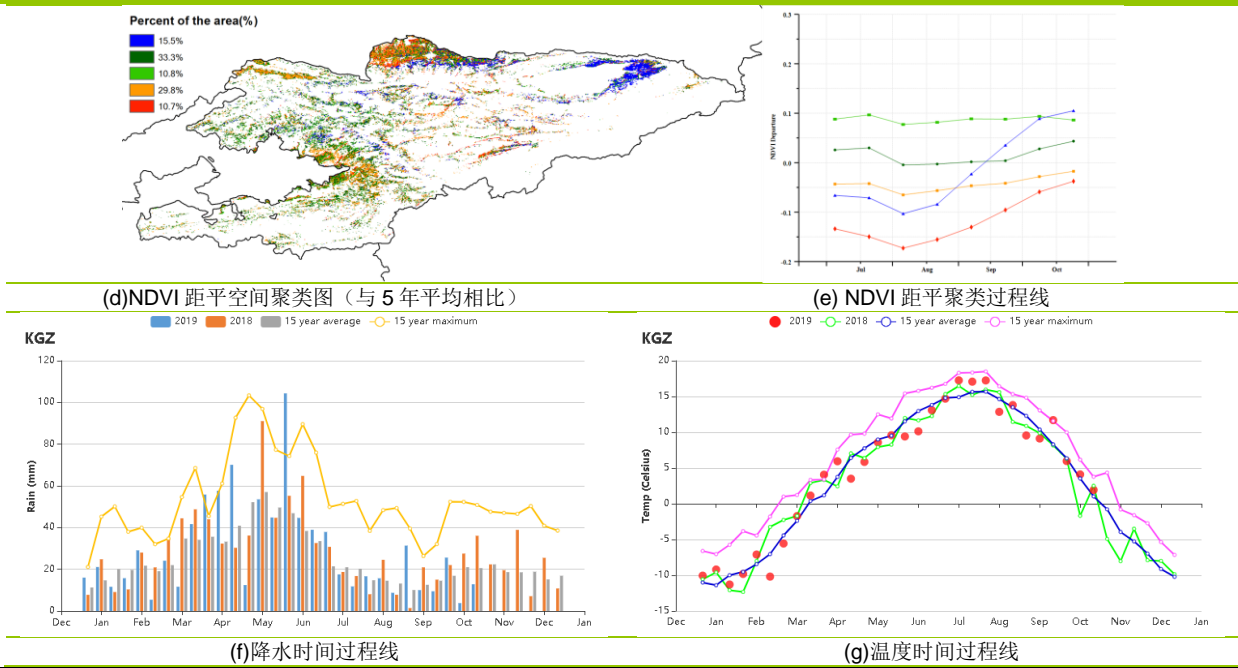 Percent of the area(%)
15.5%
33.3%
10.8%
29.8%
10.7%
0.3
0.2
0.1
0.0
-0.1
-0.2
NDVI Departure
Jul Aug Sep Oct
(d)NDVI 距平空间聚类图（与 5 年平均相比）
(e) NDVI 距平聚类过程线
2019 2018 15 year average 15 year maximum
KGZ
120
100
80
60
40
20
0
Rain (mm)
Dec Jan Feb Mar Apr May Jun Jul Aug Sep Oct Nov Dec Jan
(f)降水时间过程线
2019 2018 15 year average 15 year maximum
KGZ
20
15
10
5
0
-5
-10
-15
Temp (Celsius)
Dec Jan Feb Mar Apr May Jun Jul Aug Sep Oct Nov Dec Jan
(g)温度时间过程线